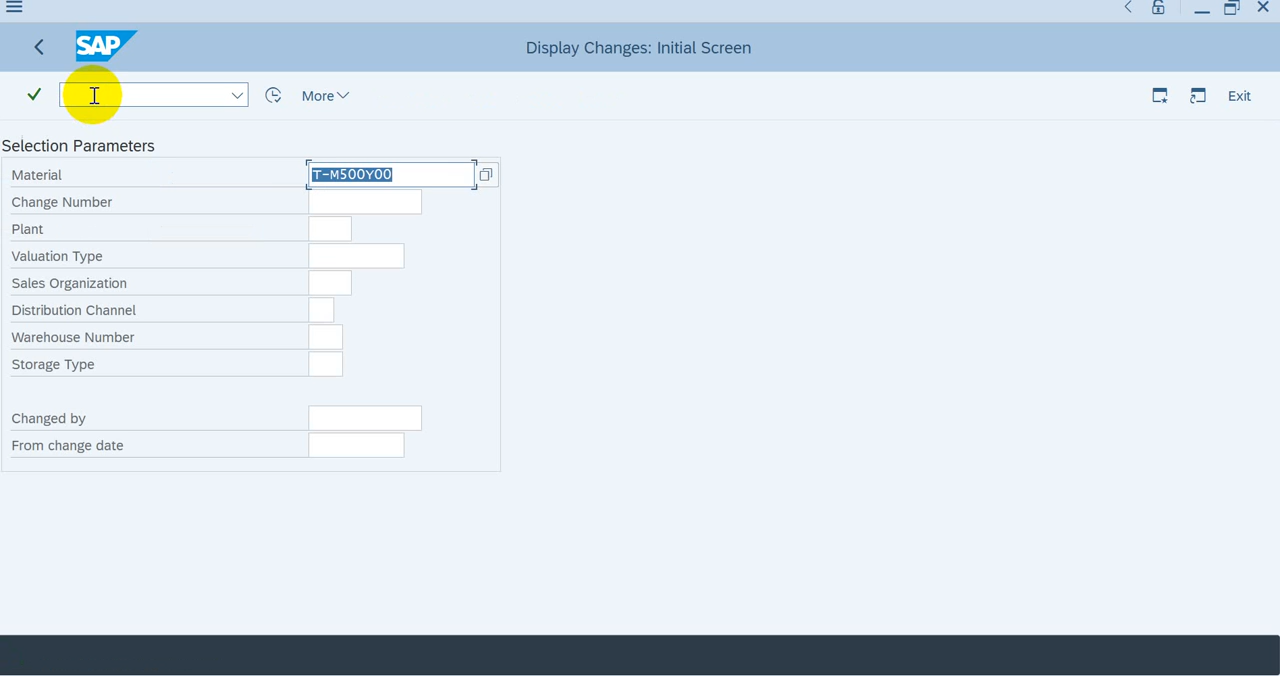 SAP
Display Changes: Initial Screen
More
Exit
Selection Parameters
Material
T-M500Y00
Change Number
Plant
Valuation Type
Sales Organization
Distribution Channel
Warehouse Number
Storage Type
Changed by
From change date